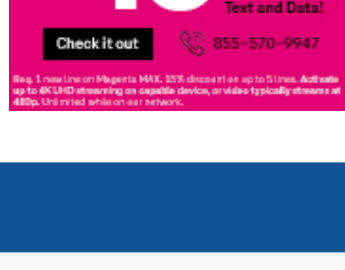 Text and Data!
Check it out
855-570-9947
Req. 1 new line on Magenta MAX. 15% discount on up to 5 lines. Activate
up to 4K UHD streaming on capable device, or video typically streams at
480p. Unlimited while on our network.